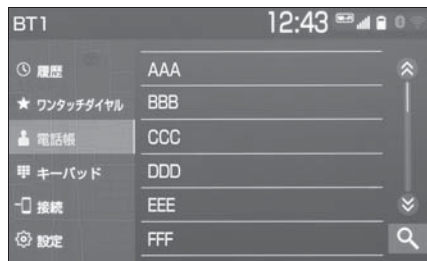 BT1
12:43
履歴
ワンタッチダイヤル
電話帳
キーパッド
接続
設定
AAA
BBB
CCC
DDD
EEE
FFF